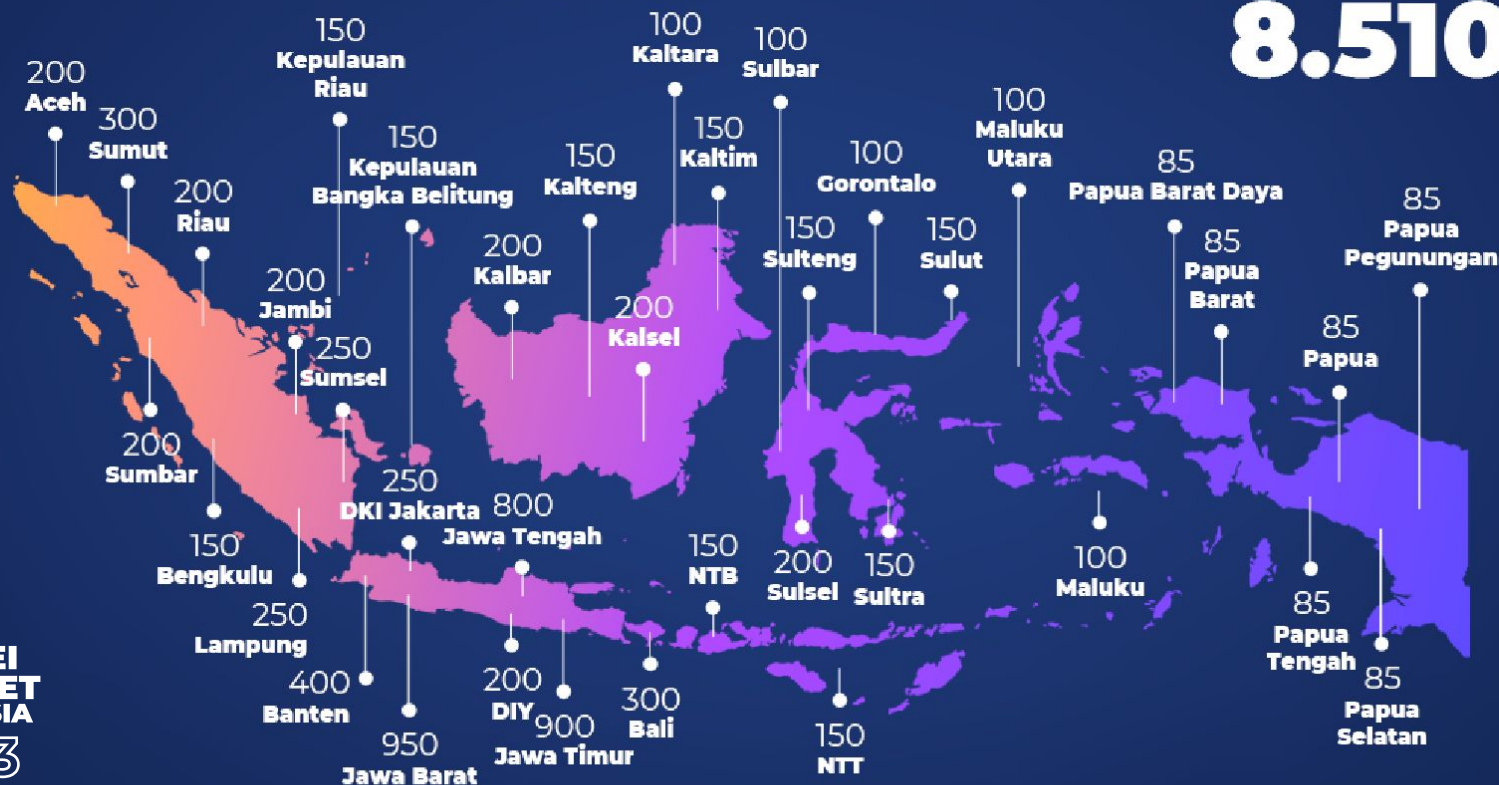 8.510
150
Kepulauan
Riau
100
Kaltara
100
Sulbar
200
Aceh
300
Sumut
150
Kepulauan
Bangka Belitung
150
Kalteng
150
Kaltim
100
Gorontalo
100
Maluku
Utara
85
Papua Barat Daya
85
Papua
Pegunungan
200
Riau
200
Kalbar
150
Sulteng
150
Sulut
85
Papua
Barat
200
Jambi
250
Sumsel
200
Kalsel
85
Papua
200
Sumbar
250
DKI Jakarta
800
Jawa Tengah
150
Bengkulu
150
NTB
200
Sulsel
150
Sultra
100
Maluku
250
Lampung
85
Papua
Tengah
400
Banten
200
DIY
300
Bali
85
Papua
Selatan
950
Jawa Barat
900
Jawa Timur
150
NTT
EI
ET
SIA
3